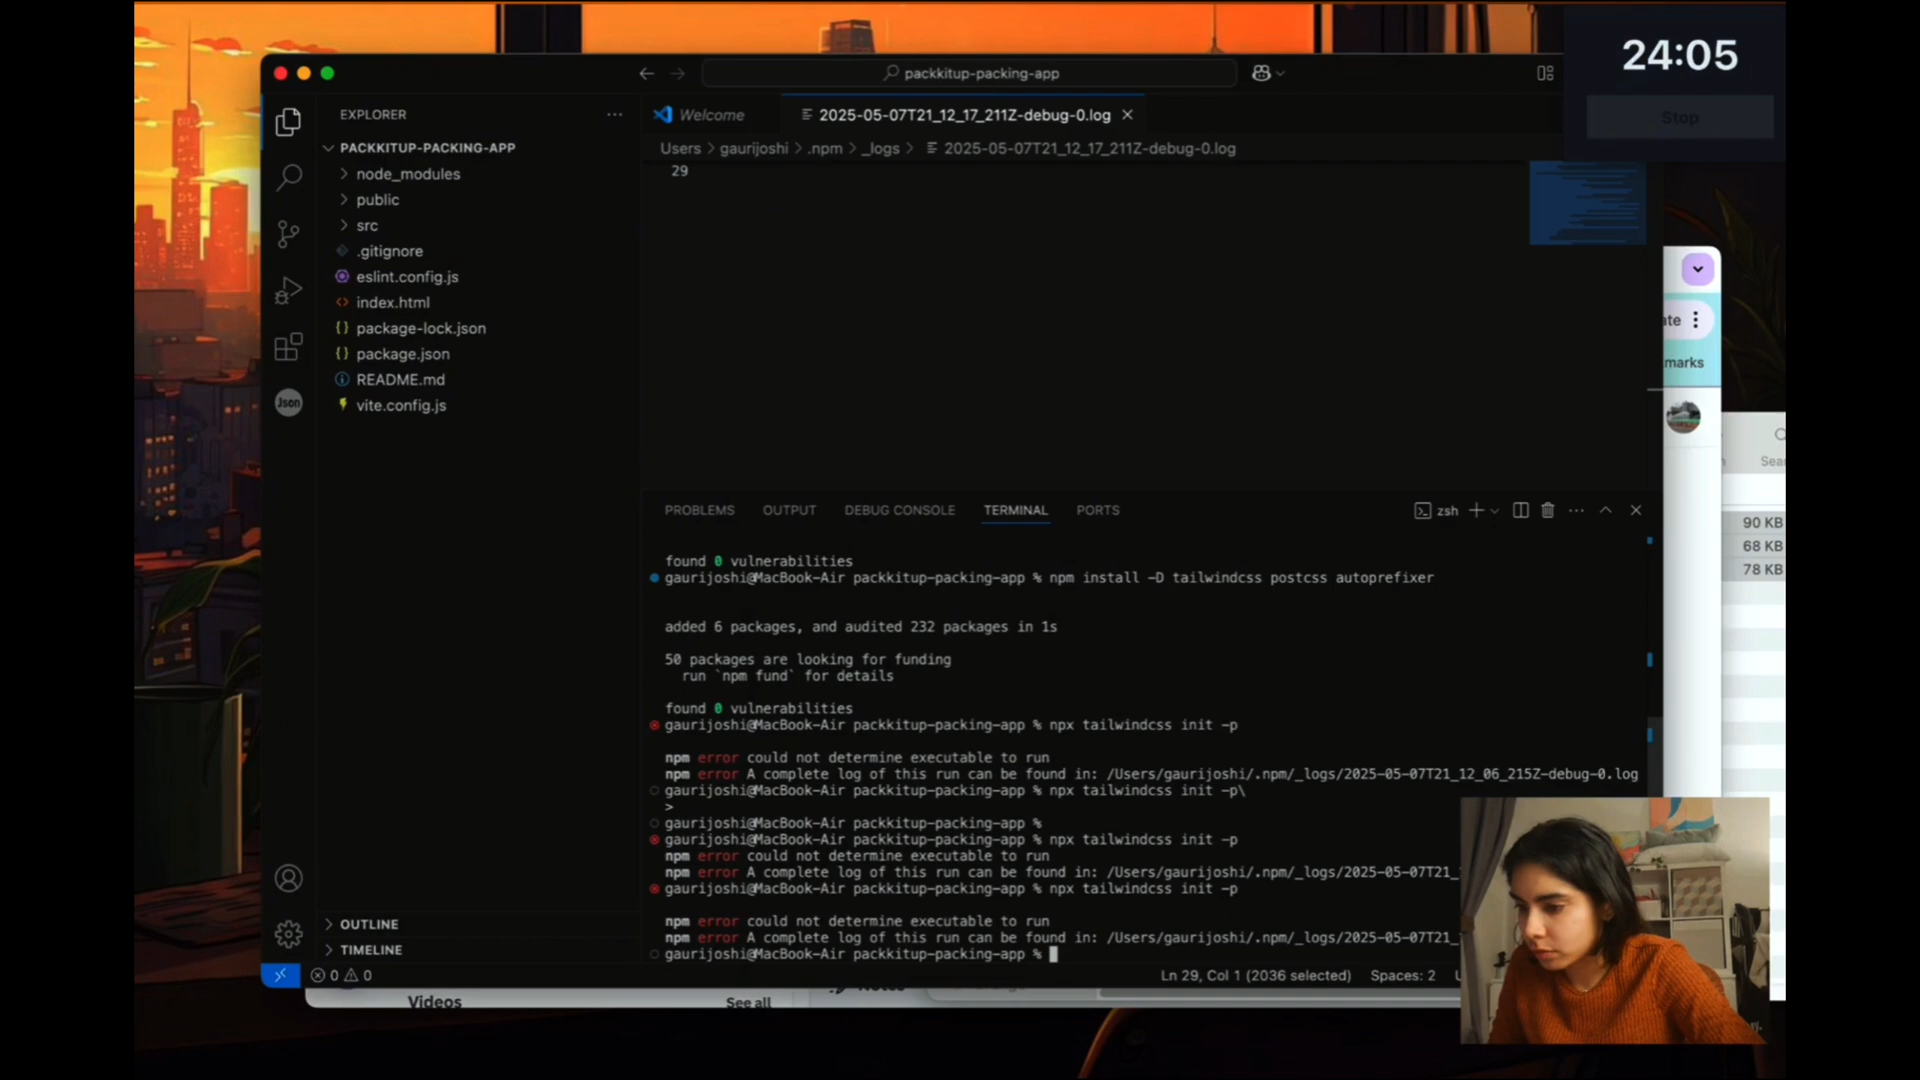 24:05
Stop
packkitup-packing-app
EXPLORER
Welcome
2025-05-07T21_12_17_211Z-debug-0.log
PACKKITUP-PACKING-APP
Users > gaurijoshi > .npm > _logs > 2025-05-07T21_12_17_211Z-debug-0.log
29
node_modules
public
src
.gitignore
eslint.config.js
index.html
package-lock.json
package.json
README.md
vite.config.js
Json
marks
PROBLEMS OUTPUT DEBUG CONSOLE TERMINAL PORTS
zsh
90 KB
68 KB
78 KB
found 0 vulnerabilities
gaurijoshi@MacBook-Air packkitup-packing-app % npm install -D tailwindcss postcss autoprefixer
added 6 packages, and audited 232 packages in 1s
50 packages are looking for funding
run `npm fund` for details
found 0 vulnerabilities
gaurijoshi@MacBook-Air packkitup-packing-app % npx tailwindcss init -p
npm error could not determine executable to run
npm error A complete log of this run can be found in: /Users/gaurijoshi/.npm/_logs/2025-05-07T21_12_06_215Z-debug-0.log
gaurijoshi@MacBook-Air packkitup-packing-app % npx tailwindcss init -p\
>
gaurijoshi@MacBook-Air packkitup-packing-app %
gaurijoshi@MacBook-Air packkitup-packing-app % npx tailwindcss init -p
npm error could not determine executable to run
npm error A complete log of this run can be found in: /Users/gaurijoshi/.npm/_logs/2025-05-07T21_
gaurijoshi@MacBook-Air packkitup-packing-app % npx tailwindcss init -p
npm error could not determine executable to run
npm error A complete log of this run can be found in: /Users/gaurijoshi/.npm/_logs/2025-05-07T21_
gaurijoshi@MacBook-Air packkitup-packing-app %
OUTLINE
TIMELINE
0 0
Ln 29, Col 1 (2036 selected) Spaces: 2
Videos
See all